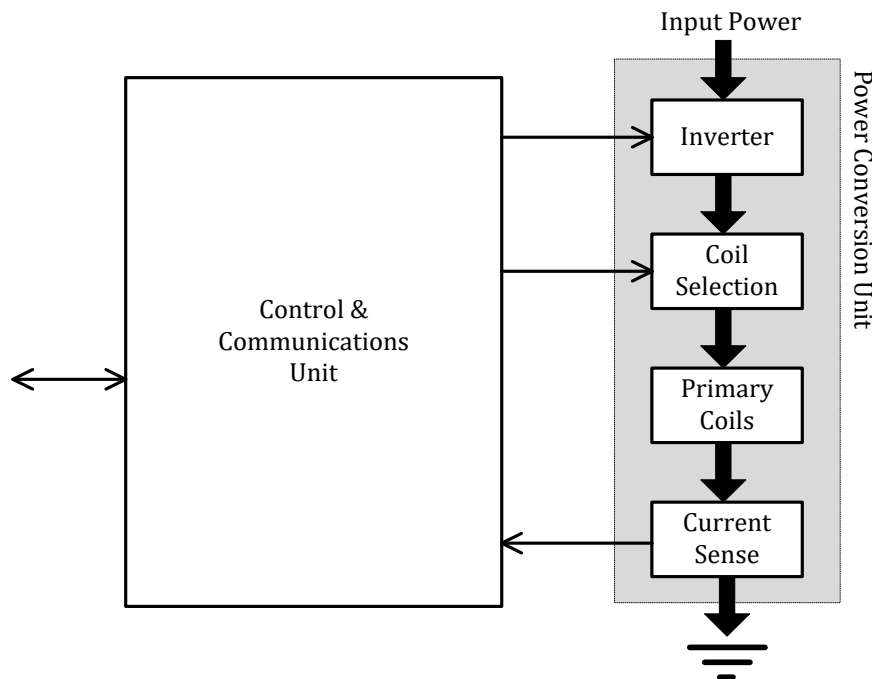 Input Power
Inverter
Coil
Selection
Primary
Coils
Current
Sense
Power Conversion Unit
Control &
Communications
Unit